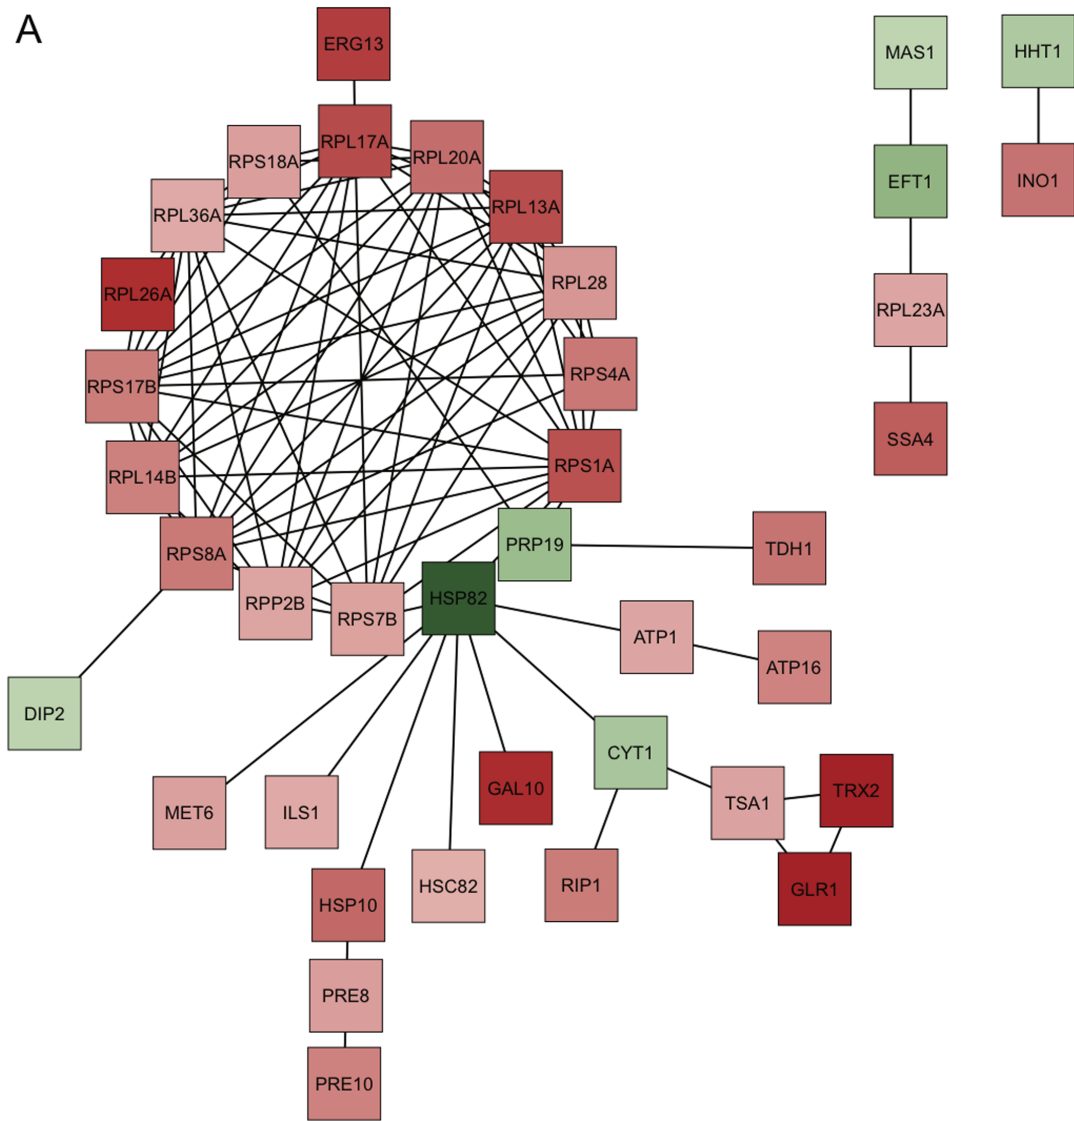 A
ERG13
MAS1
HHT1
RPL17A
RPS18A
RPL20A
RPL36A
RPL13A
EFT1
INO1
RPL26A
RPL28
RPL23A
RPS17B
RPS4A
RPL14B
RPS1A
SSA4
RPS8A
PRP19
TDH1
RPP2B
RPS7B
HSP82
ATP1
ATP16
DIP2
CYT1
MET6
ILS1
GAL10
TSA1
TRX2
HSP10
HSC82
RIP1
GLR1
PRE8
PRE10